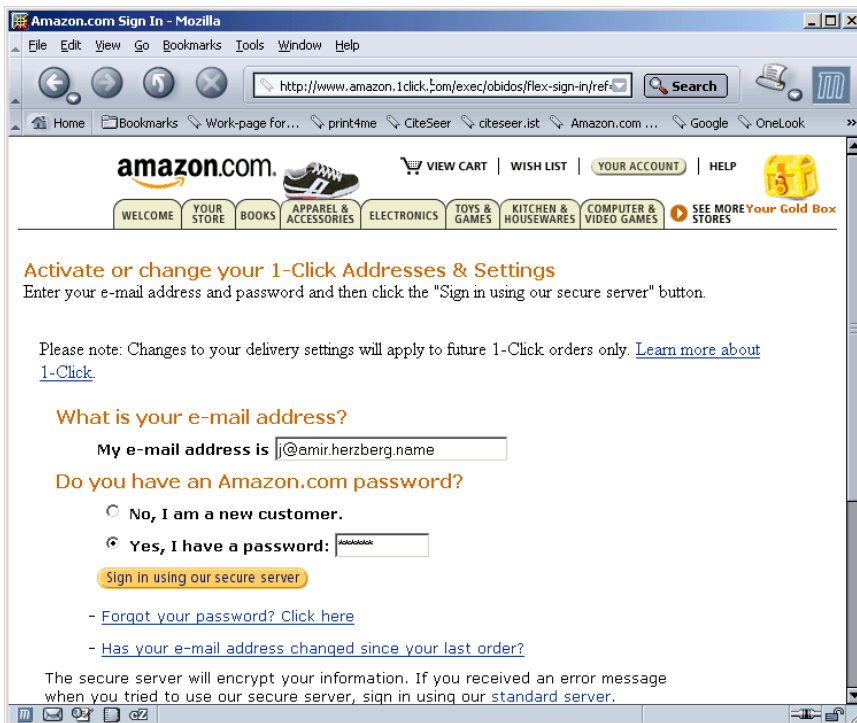 Amazon.com Sign In - Mozilla
File Edit View Go Bookmarks Tools Window Help
http://www.amazon.1click.com/exec/obidos/flex-sign-in/ref= Search
Home Bookmarks Work-page for... print4me CiteSeer citeseer.ist Amazon.com ... Google OneLook »
amazon.com. VIEW CART | WISH LIST | YOUR ACCOUNT | HELP
WELCOME YOUR STORE BOOKS APPAREL & ACCESSORIES ELECTRONICS TOYS & GAMES KITCHEN & HOUSEWARES COMPUTER & VIDEO GAMES SEE MORE STORES Your Gold Box
Activate or change your 1-Click Addresses & Settings
Enter your e-mail address and password and then click the "Sign in using our secure server" button.
Please note: Changes to your delivery settings will apply to future 1-Click orders only. Learn more about
1-Click.
What is your e-mail address?
My e-mail address is j@amir.herzberg.name
Do you have an Amazon.com password?
No, I am a new customer.
Yes, I have a password: *******
Sign in using our secure server
- Forgot your password? Click here
- Has your e-mail address changed since your last order?
The secure server will encrypt your information. If you received an error message
when you tried to use our secure server, sign in using our standard server.